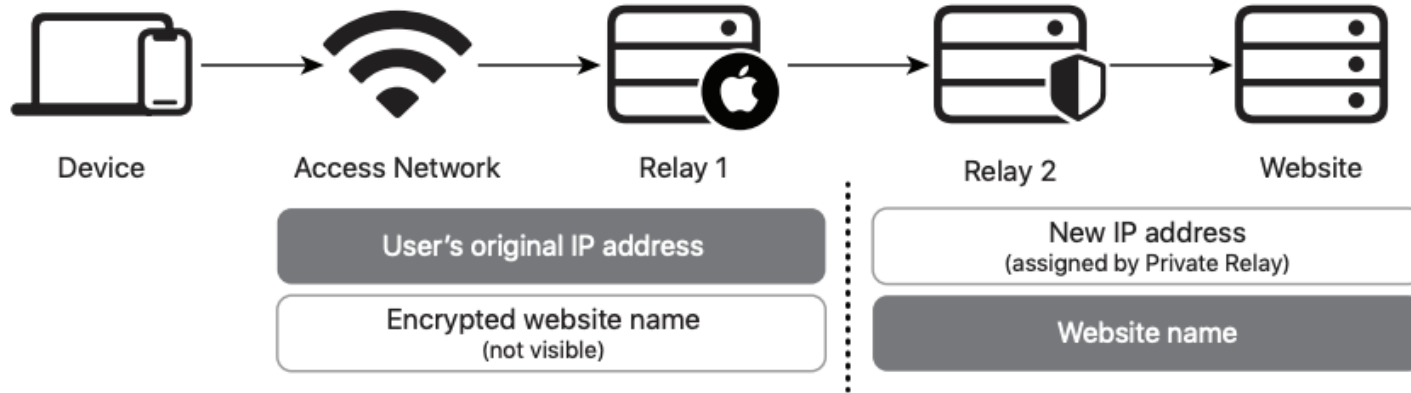 Device
Access Network
Relay 1
Relay 2
Website
User's original IP address
Encrypted website name
(not visible)
New IP address
(assigned by Private Relay)
Website name